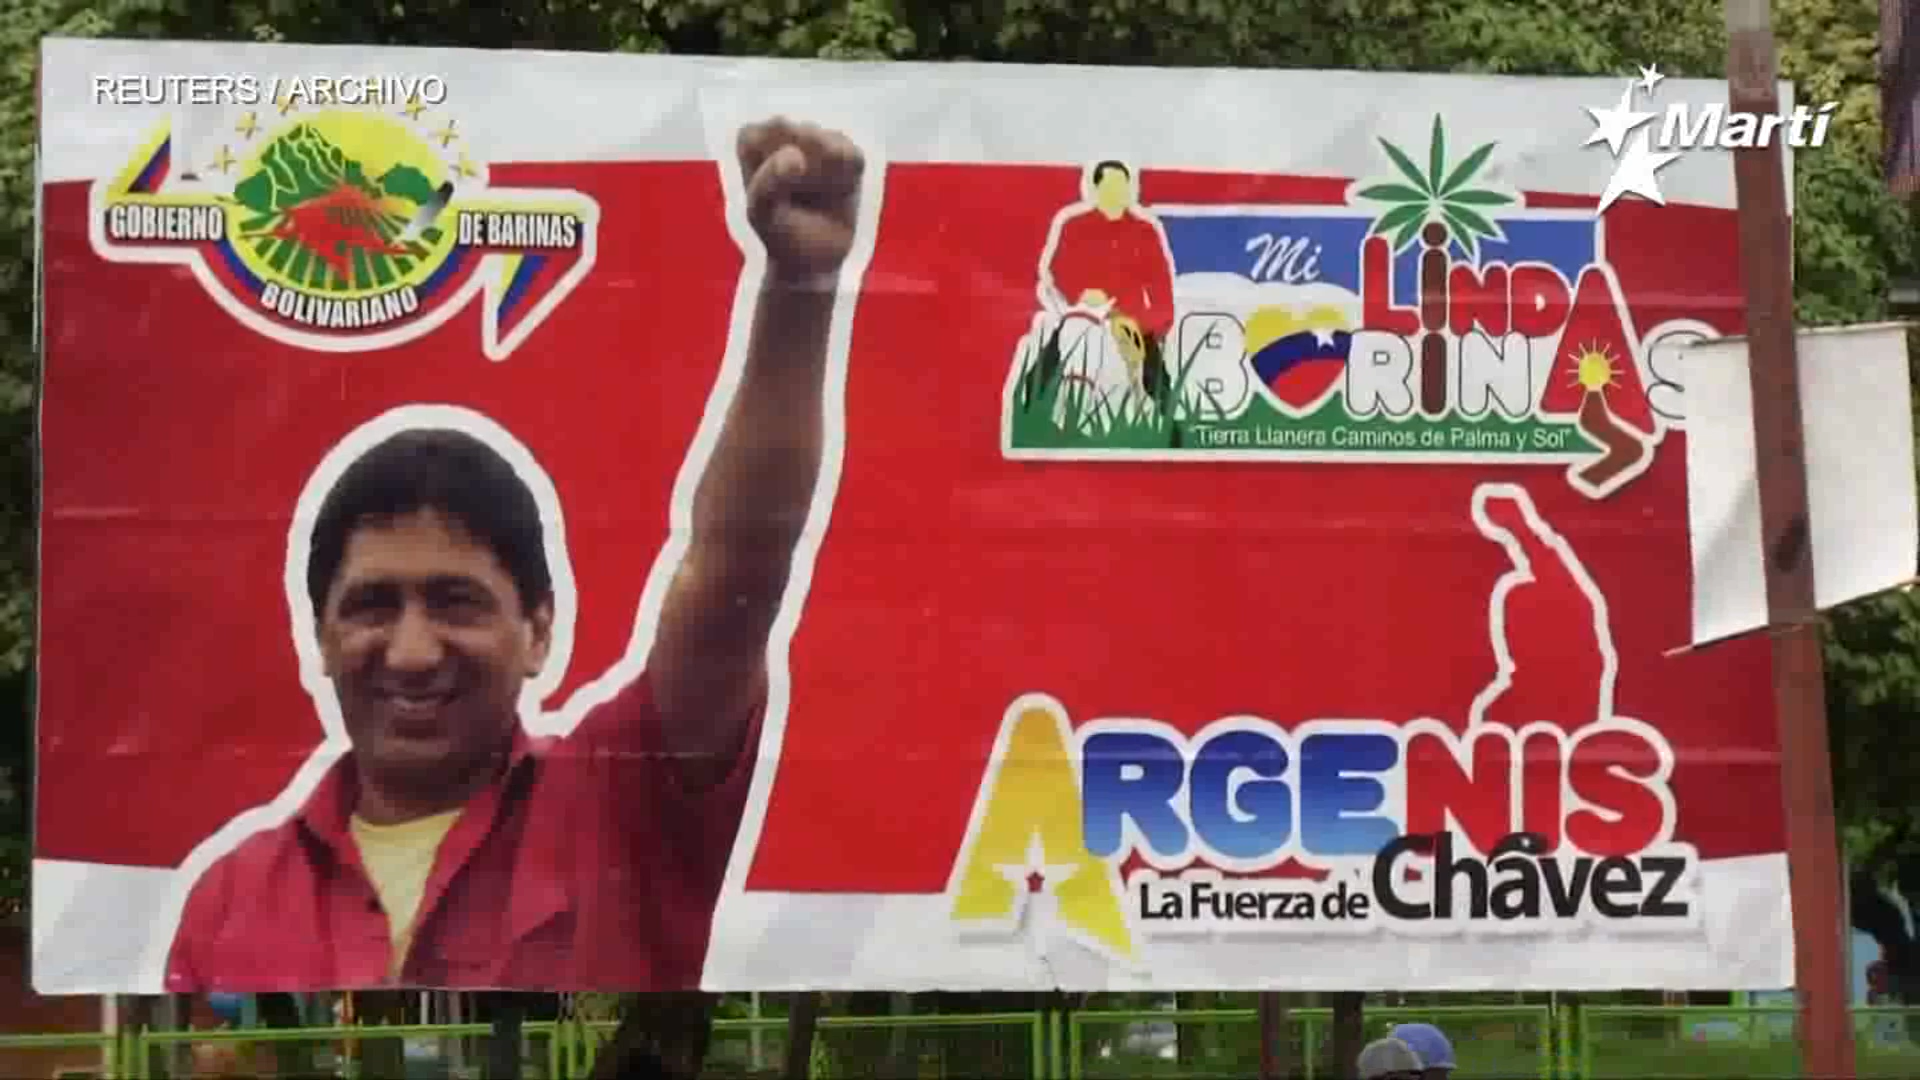 REUTERS / ARCHIVO
Martí
GOBIERNO
DE BARINAS
BOLIVARIANO
Mi
LINDA
BARINAS
"Tierra Llanera Caminos de Palma y Sol"
ARGENIS
La Fuerza de Chávez